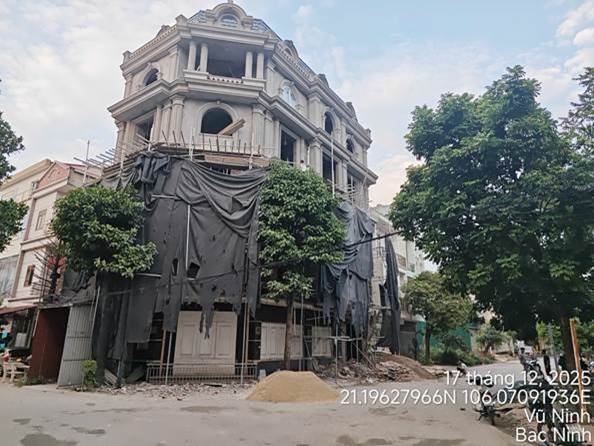 17 tháng 12, 2025
21.19627966N 106.07091936E
Vũ Ninh
Bắc Ninh